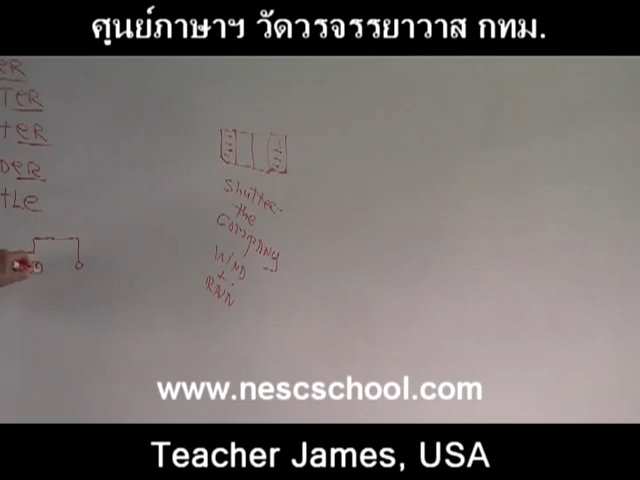 ศูนย์ภาษาฯ วัดวรจรรยาวาส กทม.
ER
TER
tER
DER
tLe
Shutter
the
COMPANY
WIND
+
RAIN
www.nescschool.com
Teacher James, USA